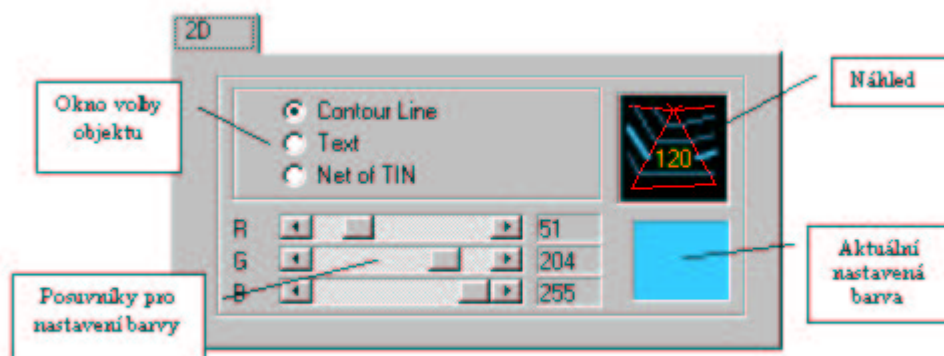 2D
Okno volby
objektu
Contour Line
Text
Net of TIN
Náhled
120
R 51
G 204
B 255
Posuvníky pro
nastavení barvy
Aktuální
nastavená
barva